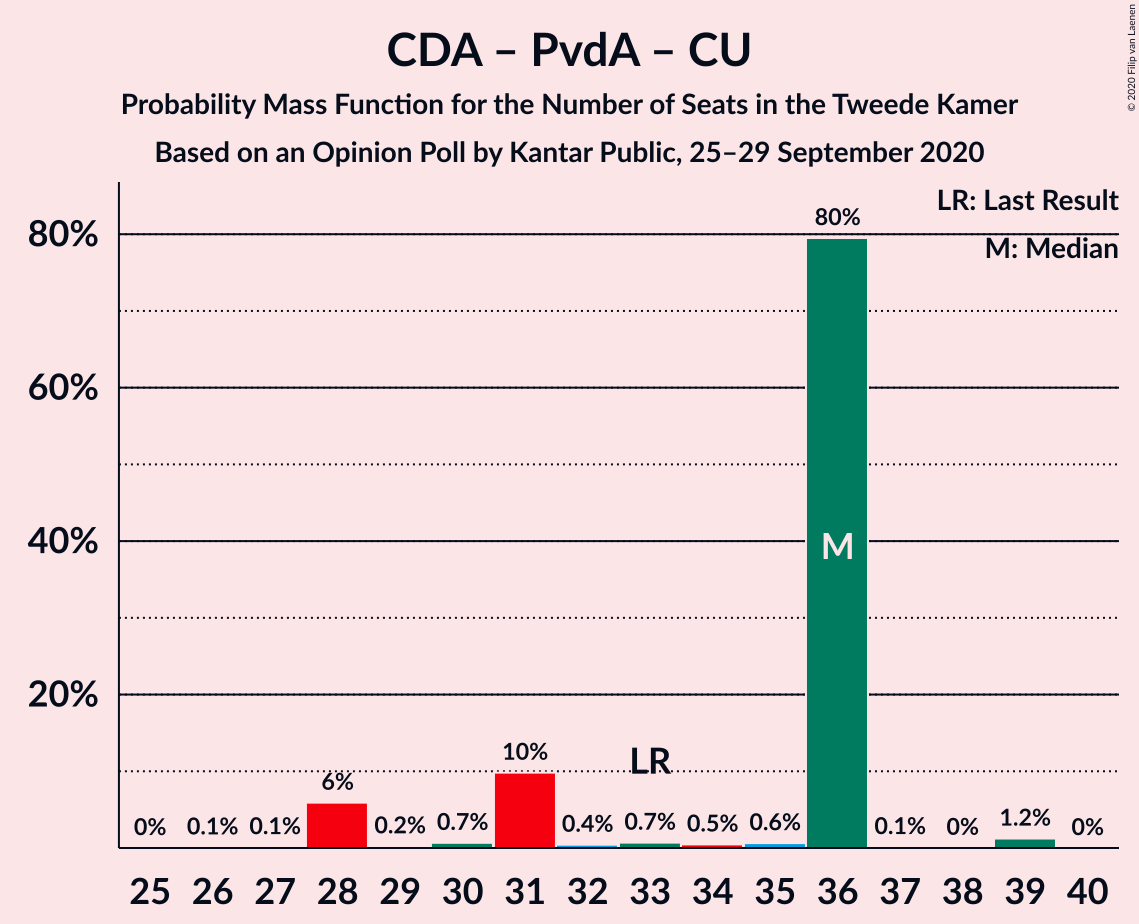 CDA – PvdA – CU
Probability Mass Function for the Number of Seats in the Tweede Kamer
Based on an Opinion Poll by Kantar Public, 25–29 September 2020
© 2020 Filip van Laenen
LR: Last Result
M: Median
80%
60%
40%
20%
0%
0.1%
0.1%
6%
0.2%
0.7%
10%
0.4%
0.7%
0.5%
0.6%
80%
0.1%
0%
1.2%
0%
LR
M
25 26 27 28 29 30 31 32 33 34 35 36 37 38 39 40